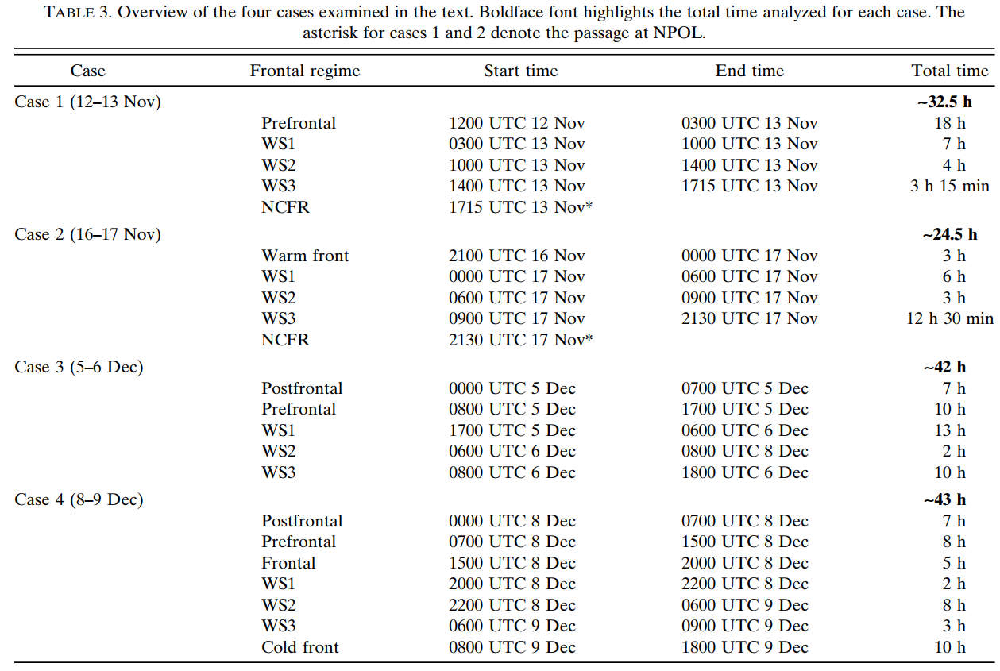 TABLE 3. Overview of the four cases examined in the text. Boldface font highlights the total time analyzed for each case. The
asterisk for cases 1 and 2 denote the passage at NPOL.
Case Frontal regime Start time End time Total time
Case 1 (12–13 Nov) ~32.5 h
Prefrontal 1200 UTC 12 Nov 0300 UTC 13 Nov 18 h
WS1 0300 UTC 13 Nov 1000 UTC 13 Nov 7 h
WS2 1000 UTC 13 Nov 1400 UTC 13 Nov 4 h
WS3 1400 UTC 13 Nov 1715 UTC 13 Nov 3 h 15 min
NCFR 1715 UTC 13 Nov*
Case 2 (16–17 Nov) ~24.5 h
Warm front 2100 UTC 16 Nov 0000 UTC 17 Nov 3 h
WS1 0000 UTC 17 Nov 0600 UTC 17 Nov 6 h
WS2 0600 UTC 17 Nov 0900 UTC 17 Nov 3 h
WS3 0900 UTC 17 Nov 2130 UTC 17 Nov 12 h 30 min
NCFR 2130 UTC 17 Nov*
Case 3 (5–6 Dec) ~42 h
Postfrontal 0000 UTC 5 Dec 0700 UTC 5 Dec 7 h
Prefrontal 0800 UTC 5 Dec 1700 UTC 5 Dec 10 h
WS1 1700 UTC 5 Dec 0600 UTC 6 Dec 13 h
WS2 0600 UTC 6 Dec 0800 UTC 8 Dec 2 h
WS3 0800 UTC 6 Dec 1800 UTC 6 Dec 10 h
Case 4 (8–9 Dec) ~43 h
Postfrontal 0000 UTC 8 Dec 0700 UTC 8 Dec 7 h
Prefrontal 0700 UTC 8 Dec 1500 UTC 8 Dec 8 h
Frontal 1500 UTC 8 Dec 2000 UTC 8 Dec 5 h
WS1 2000 UTC 8 Dec 2200 UTC 8 Dec 2 h
WS2 2200 UTC 8 Dec 0600 UTC 9 Dec 8 h
WS3 0600 UTC 9 Dec 0900 UTC 9 Dec 3 h
Cold front 0800 UTC 9 Dec 1800 UTC 9 Dec 10 h